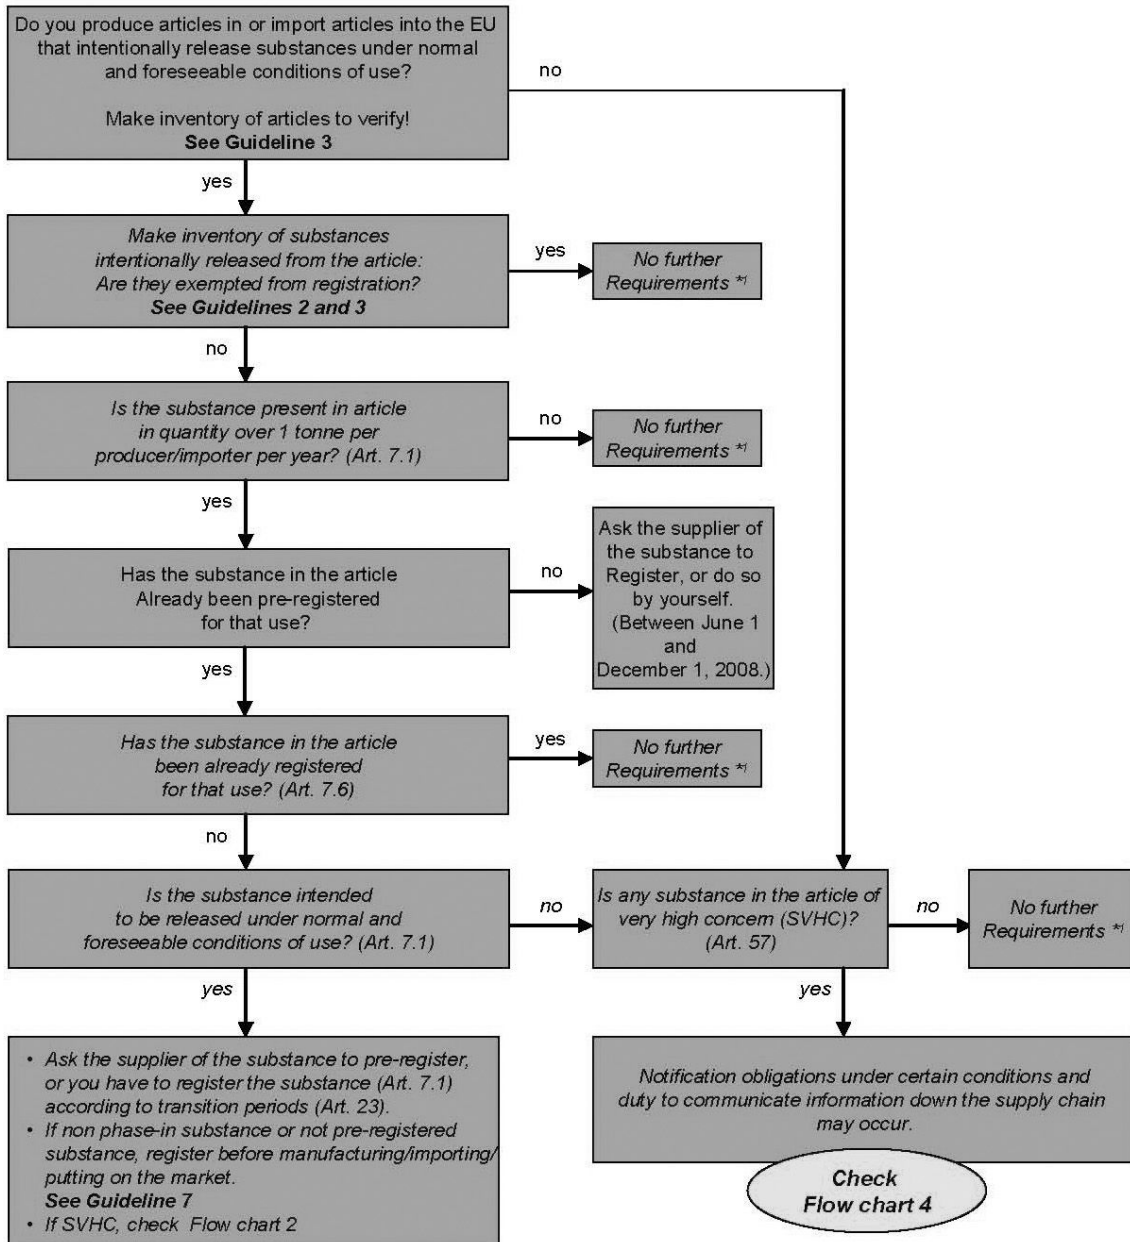 Do you produce articles in or import articles into the EU
that intentionally release substances under normal
and foreseeable conditions of use?
Make inventory of articles to verify!
See Guideline 3
no
yes
Make inventory of substances
intentionally released from the article:
Are they exempted from registration?
See Guidelines 2 and 3
yes
No further
Requirements *¹
no
Is the substance present in article
in quantity over 1 tonne per
producer/importer per year? (Art. 7.1)
no
No further
Requirements *¹
yes
Has the substance in the article
Already been pre-registered
for that use?
no
Ask the supplier of
the substance to
Register, or do so
by yourself.
(Between June 1
and
December 1, 2008.)
yes
Has the substance in the article
been already registered
for that use? (Art. 7.6)
yes
No further
Requirements *¹
no
Is the substance intended
to be released under normal and
foreseeable conditions of use? (Art. 7.1)
no
Is any substance in the article of
very high concern (SVHC)?
(Art. 57)
no
No further
Requirements *¹
yes
yes
• Ask the supplier of the substance to pre-register,
or you have to register the substance (Art. 7.1)
according to transition periods (Art. 23).
• If non phase-in substance or not pre-registered
substance, register before manufacturing/importing/
putting on the market.
See Guideline 7
• If SVHC, check Flow chart 2
Notification obligations under certain conditions and
duty to communicate information down the supply chain
may occur.
Check
Flow chart 4